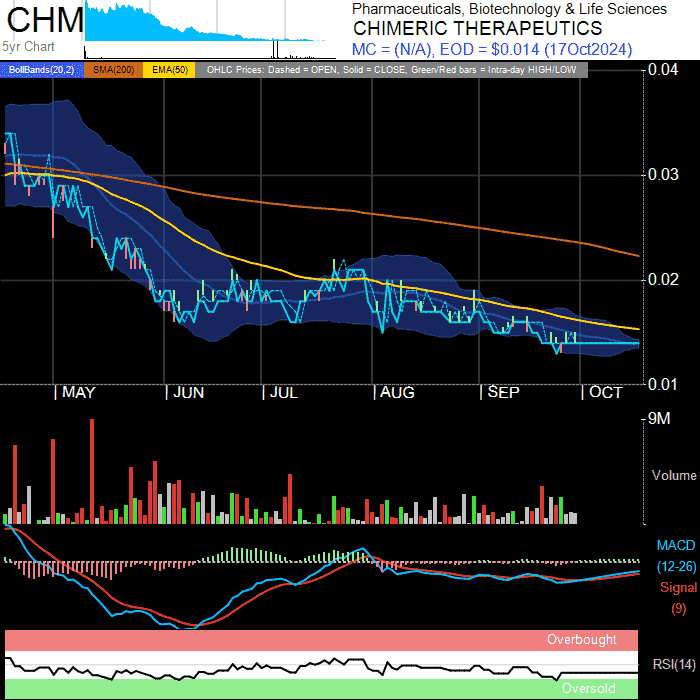 CHM
Pharmaceuticals, Biotechnology & Life Sciences
CHIMERIC THERAPEUTICS
5yr Chart
MC = (N/A), EOD = $0.014 (17Oct2024)
BollBands(20,2) SMA(200) EMA(50) OHLC Prices: Dashed = OPEN, Solid = CLOSE, Green/Red bars = Intra-day HIGH/LOW
0.04
0.03
0.02
0.01
MAY JUN JUL AUG SEP OCT
9M
Volume
MACD
(12-26)
Signal
(9)
Overbought
RSI(14)
Oversold